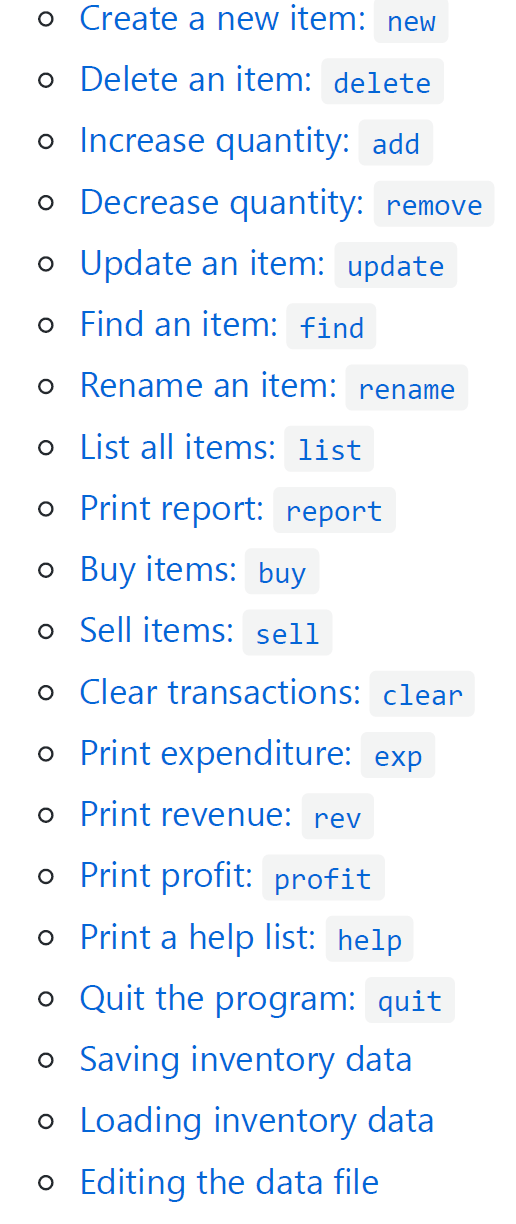 Create a new item: new
Delete an item: delete
Increase quantity: add
Decrease quantity: remove
Update an item: update
Find an item: find
Rename an item: rename
List all items: list
Print report: report
Buy items: buy
Sell items: sell
Clear transactions: clear
Print expenditure: exp
Print revenue: rev
Print profit: profit
Print a help list: help
Quit the program: quit
Saving inventory data
Loading inventory data
Editing the data file